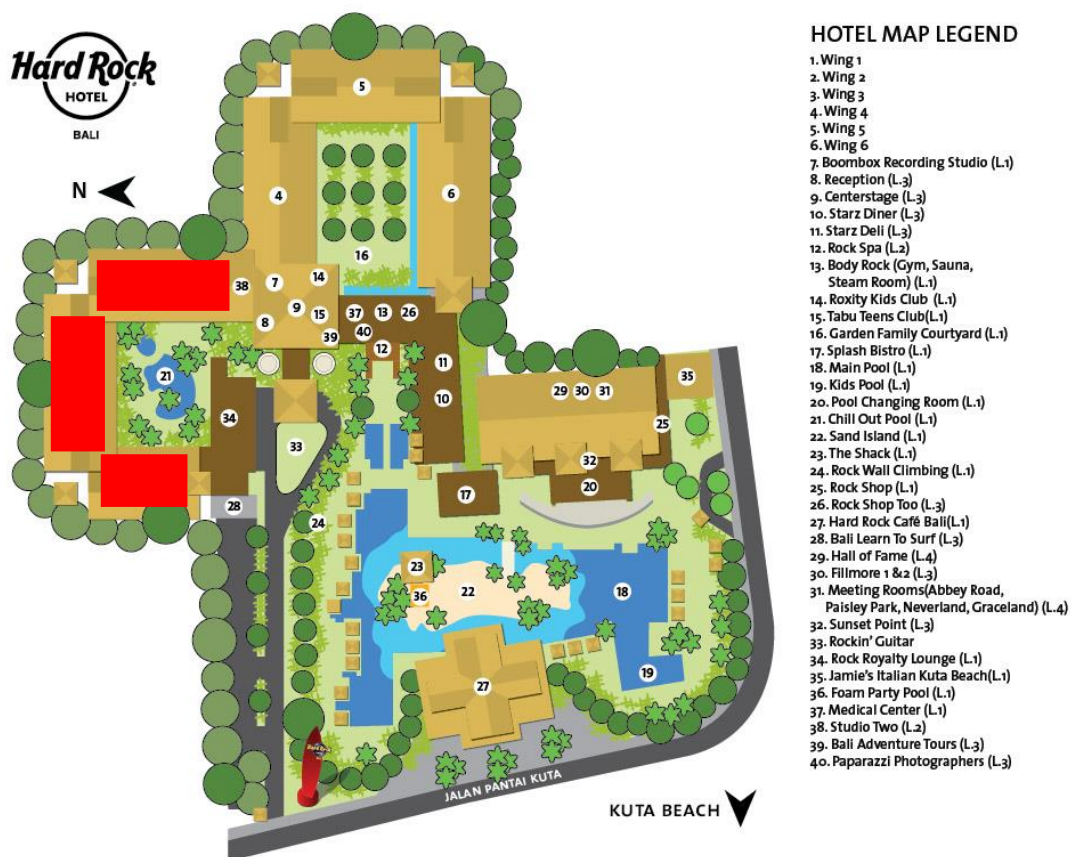 Hard Rock
HOTEL
BALI
N
5
4
6
16
38
7
14
9
15
8
39
37
13
26
40
12
11
10
21
34
33
28
24
29
30
31
35
25
32
20
17
23
36
22
18
19
27
Hard Rock
JALAN PANTAI KUTA
KUTA BEACH
HOTEL MAP LEGEND
1. Wing 1
2. Wing 2
3. Wing 3
4. Wing 4
5. Wing 5
6. Wing 6
7. Boombox Recording Studio (L.1)
8. Reception (L.3)
9. Centerstage (L.3)
10. Starz Diner (L.3)
11. Starz Deli (L.3)
12. Rock Spa (L.2)
13. Body Rock (Gym, Sauna,
Steam Room) (L.1)
14. Roxity Kids Club (L.1)
15. Tabu Teens Club(L.1)
16. Garden Family Courtyard (L.1)
17. Splash Bistro (L.1)
18. Main Pool (L.1)
19. Kids Pool (L.1)
20. Pool Changing Room (L.1)
21. Chill Out Pool (L.1)
22. Sand Island (L.1)
23. The Shack (L.1)
24. Rock Wall Climbing (L.1)
25. Rock Shop (L.1)
26. Rock Shop Too (L.3)
27. Hard Rock Café Bali(L.1)
28. Bali Learn To Surf (L.3)
29. Hall of Fame (L.4)
30. Fillmore 1 &2 (L.3)
31. Meeting Rooms(Abbey Road,
Paisley Park, Neverland, Graceland) (L.4)
32. Sunset Point (L.3)
33. Rockin' Guitar
34. Rock Royalty Lounge (L.1)
35. Jamie's Italian Kuta Beach(L.1)
36. Foam Party Pool (L.1)
37. Medical Center (L.1)
38. Studio Two (L.2)
39. Bali Adventure Tours (L.3)
40. Paparazzi Photographers (L.3)